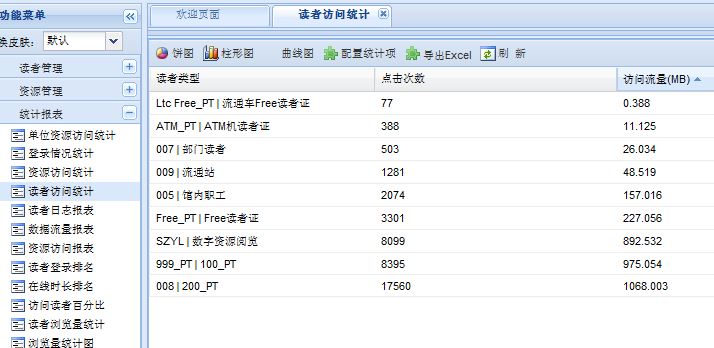 功能菜单
欢迎页面 读者访问统计
换皮肤: 默认
饼图 柱形图 曲线图 配置统计项 导出Excel 刷 新
读者管理
资源管理
统计报表
单位资源访问统计
登录情况统计
资源访问统计
读者访问统计
读者日志报表
数据流量报表
资源访问报表
读者登录排名
在线时长排名
访问读者百分比
读者浏览量统计
浏览量统计图
读者类型 点击次数 访问流量(MB)
Ltc Free_PT | 流通车Free读者证 77 0.388
ATM_PT | ATM机读者证 388 11.125
007 | 部门读者 503 26.034
009 | 流通站 1281 48.519
005 | 馆内职工 2074 157.016
Free_PT | Free读者证 3301 227.056
SZYL | 数字资源阅览 8099 892.532
999_PT | 100_PT 8395 975.054
008 | 200_PT 17560 1068.003